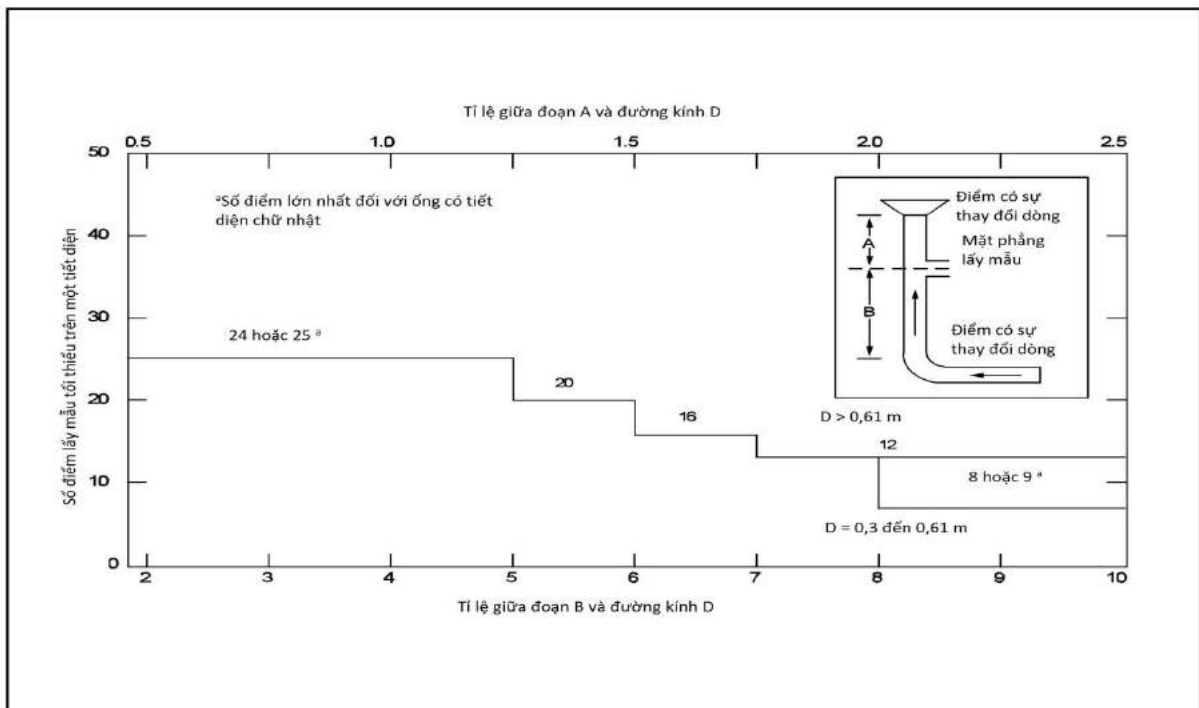 Tỉ lệ giữa đoạn A và đường kính D
0.5 1.0 1.5 2.0 2.5
50
40
30
20
10
0
Số điểm lấy mẫu tối thiểu trên một tiết diện
ᵃSố điểm lớn nhất đối với ống có tiết
diện chữ nhật
Điểm có sự
thay đổi dòng
A
Mặt phẳng
lấy mẫu
B
Điểm có sự
thay đổi dòng
24 hoặc 25 ᵃ
20
16
D > 0,61 m
12
8 hoặc 9 ᵃ
D = 0,3 đến 0,61 m
2 3 4 5 6 7 8 9 10
Tỉ lệ giữa đoạn B và đường kính D